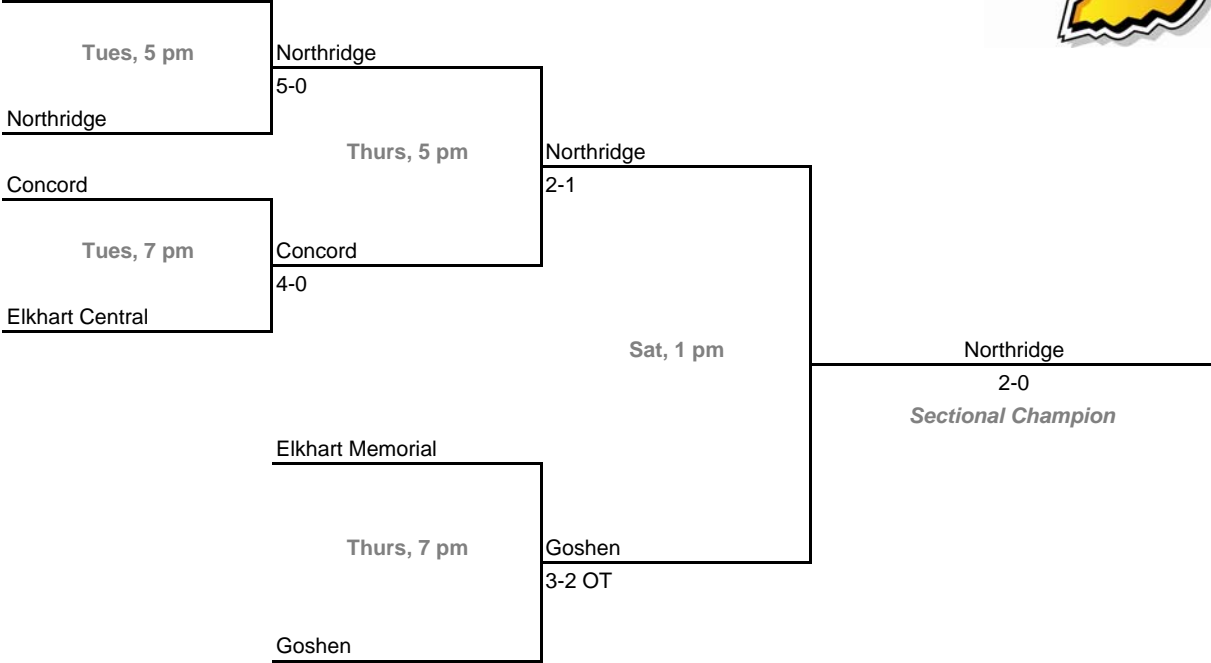 Tues, 5 pm
Northridge
5-0
Northridge
Thurs, 5 pm
Northridge
2-1
Concord
Tues, 7 pm
Concord
4-0
Elkhart Central
Sat, 1 pm
Northridge
2-0
Sectional Champion
Elkhart Memorial
Thurs, 7 pm
Goshen
3-2 OT
Goshen